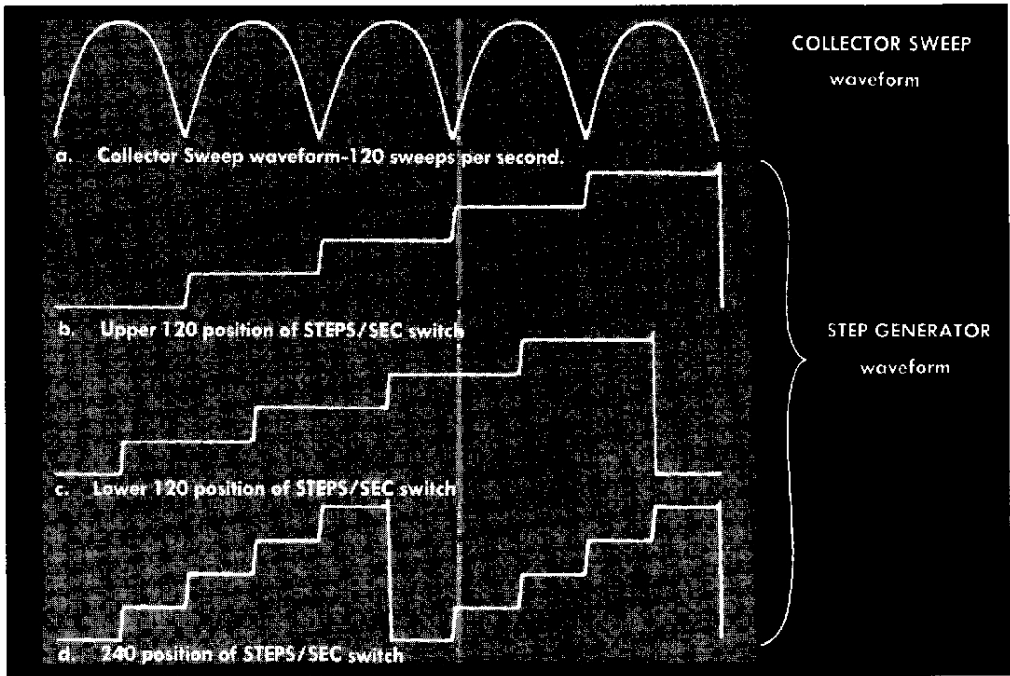 COLLECTOR SWEEP
waveform
a. Collector Sweep waveform-120 sweeps per second.
b. Upper 120 position of STEPS/SEC switch
STEP GENERATOR
waveform
c. Lower 120 position of STEPS/SEC switch
d. 240 position of STEPS/SEC switch